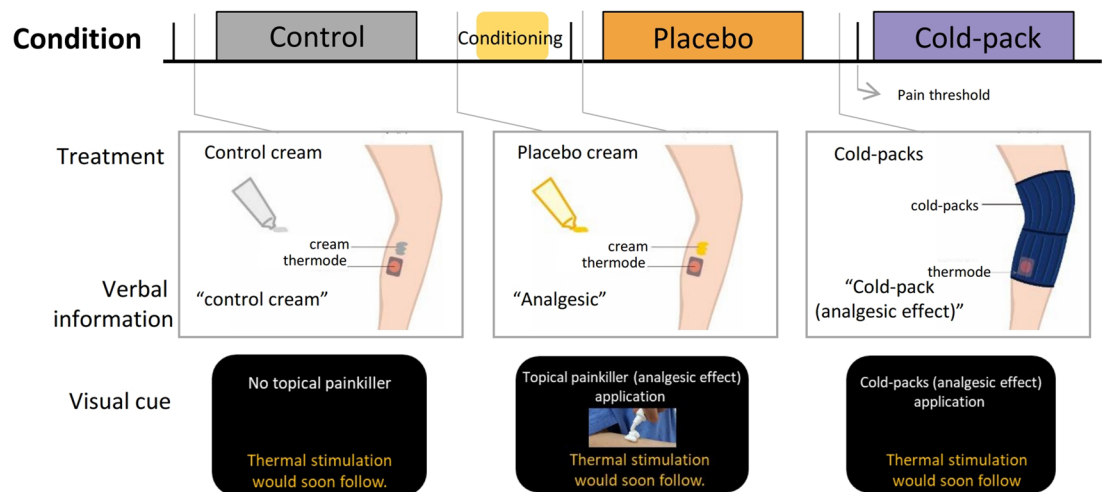 Condition
Control
Conditioning
Placebo
Cold-pack
Pain threshold
Treatment
Control cream
cream
thermode
Verbal
information
“control cream”
Placebo cream
cream
thermode
“Analgesic”
Cold-packs
cold-packs
thermode
“Cold-pack
(analgesic effect)”
Visual cue
No topical painkiller
Thermal stimulation
would soon follow.
Topical painkiller (analgesic effect)
application
Thermal stimulation
would soon follow.
Cold-packs (analgesic effect)
application
Thermal stimulation
would soon follow